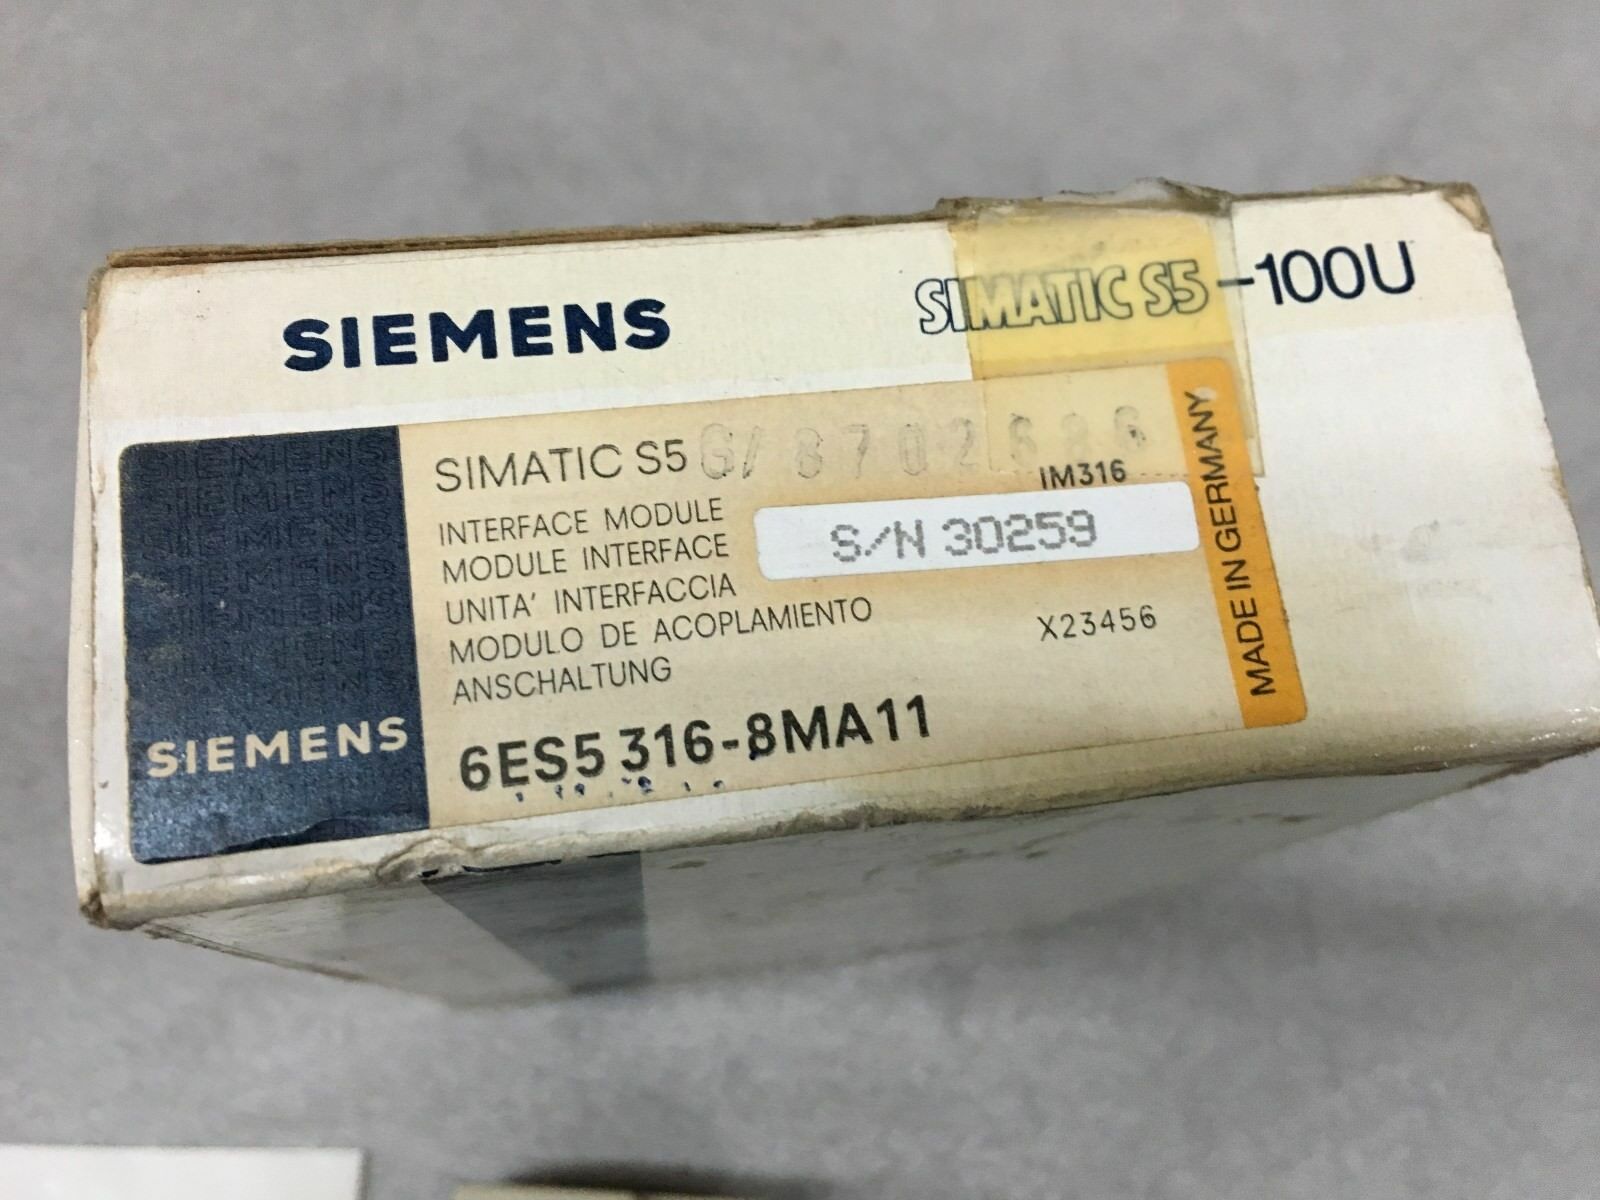 SIEMENS
SIMATIC S5-100U
SIMATIC S5
IM316
INTERFACE MODULE
MODULE INTERFACE
UNITA' INTERFACCIA
MODULO DE ACOPLAMIENTO
ANSCHALTUNG
S/N 30259
X23456
6ES5 316-8MA11
SIEMENS
MADE IN GERMANY